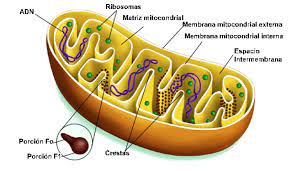 Ribosomas
ADN
Matriz mitocondrial
Membrana mitocondrial externa
Membrana mitocondrial interna
Espacio
Intermembrana
Porción Fo
Porción F1
Crestas